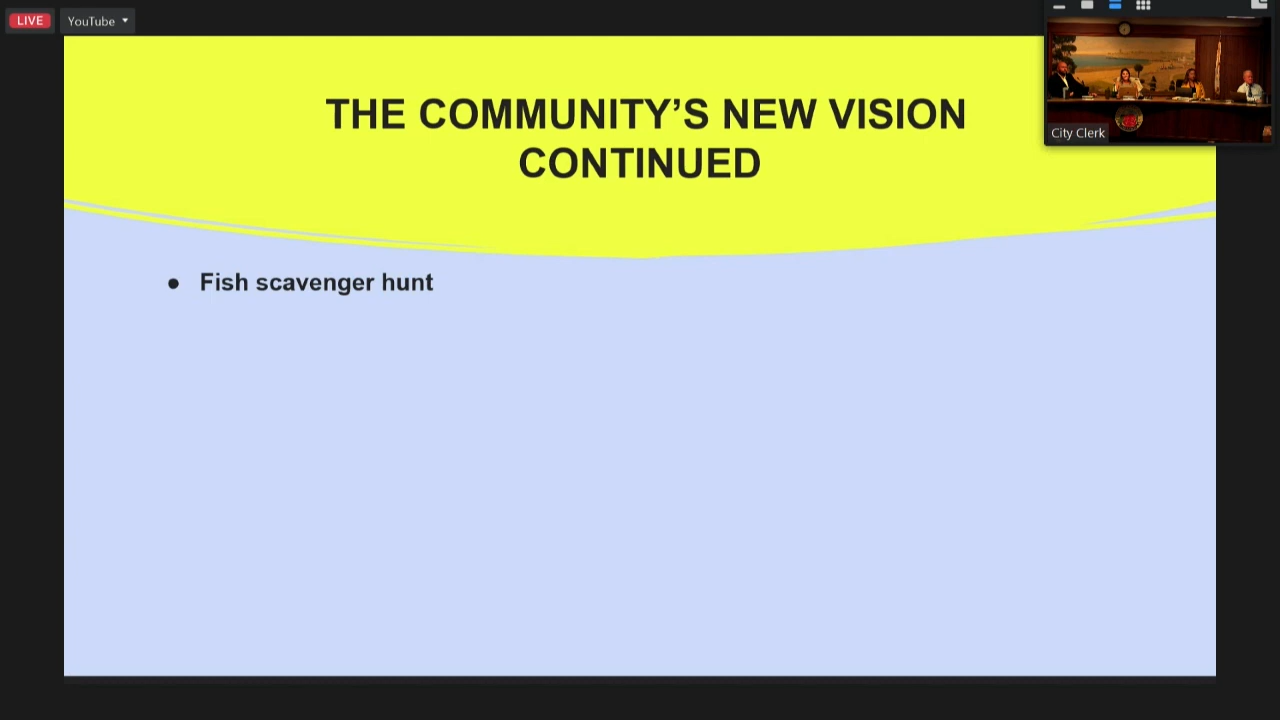 LIVE
YouTube
THE COMMUNITY’S NEW VISION
CONTINUED
City Clerk
● Fish scavenger hunt